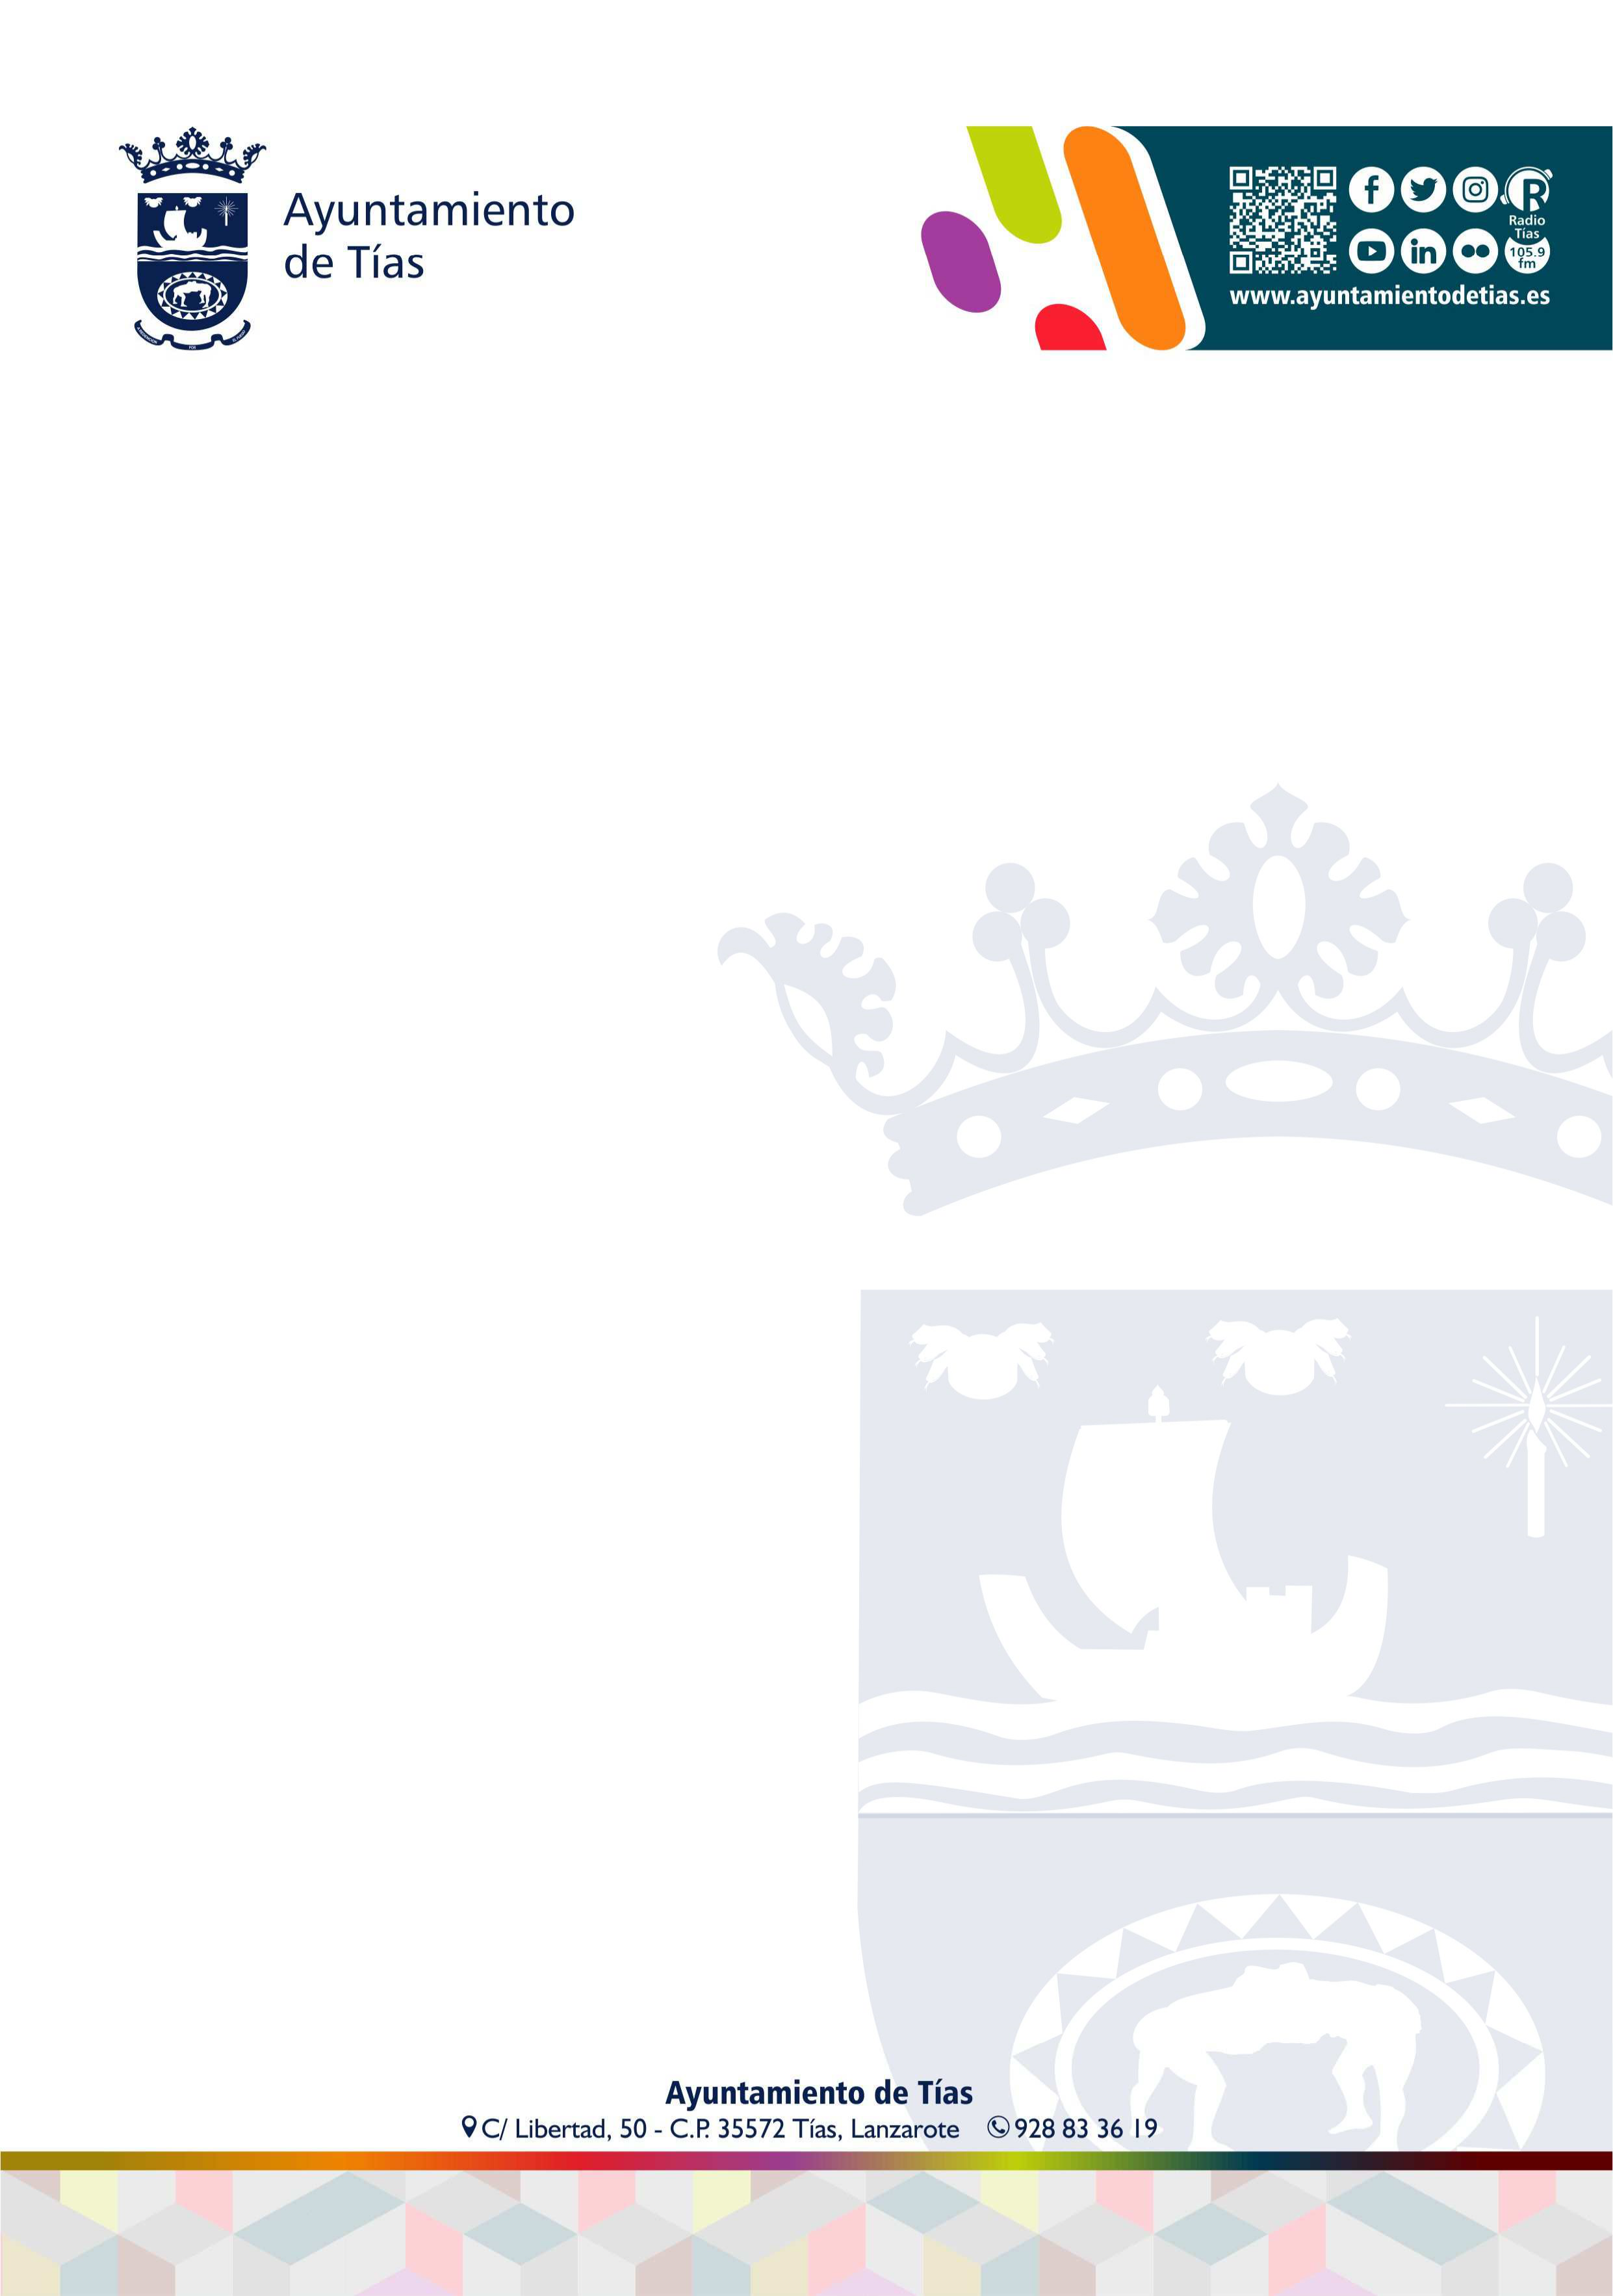 Ayuntamiento
de Tías
Radio
Tías
105.9
fm
www.ayuntamientodetias.es
Ayuntamiento de Tías
C/ Libertad, 50 - C.P. 35572 Tías, Lanzarote 928 83 36 19